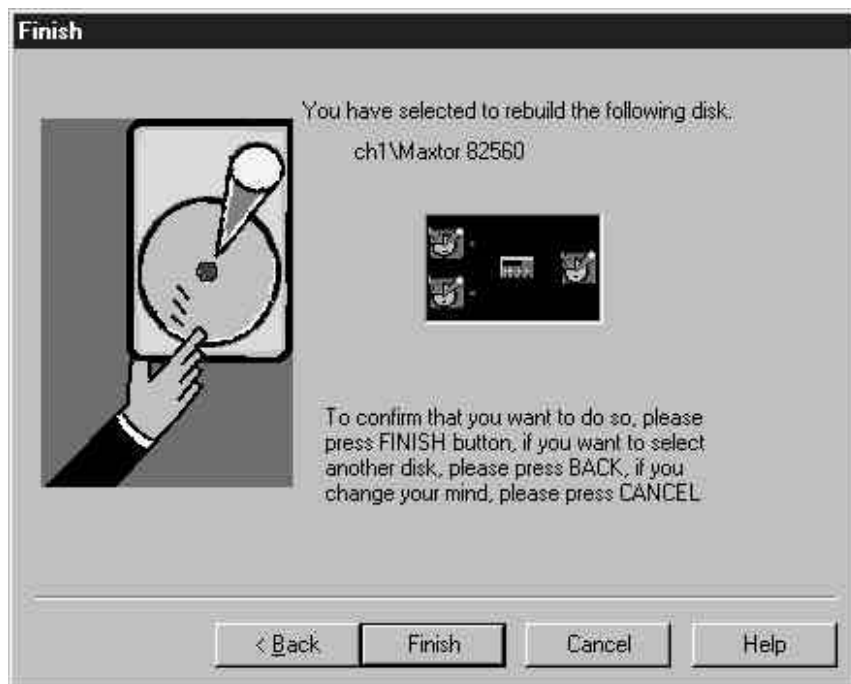 Finish
You have selected to rebuild the following disk.
ch1\Maxtor 82560
To confirm that you want to do so, please
press FINISH button, if you want to select
another disk, please press BACK, if you
change your mind, please press CANCEL
< Back
Finish
Cancel
Help